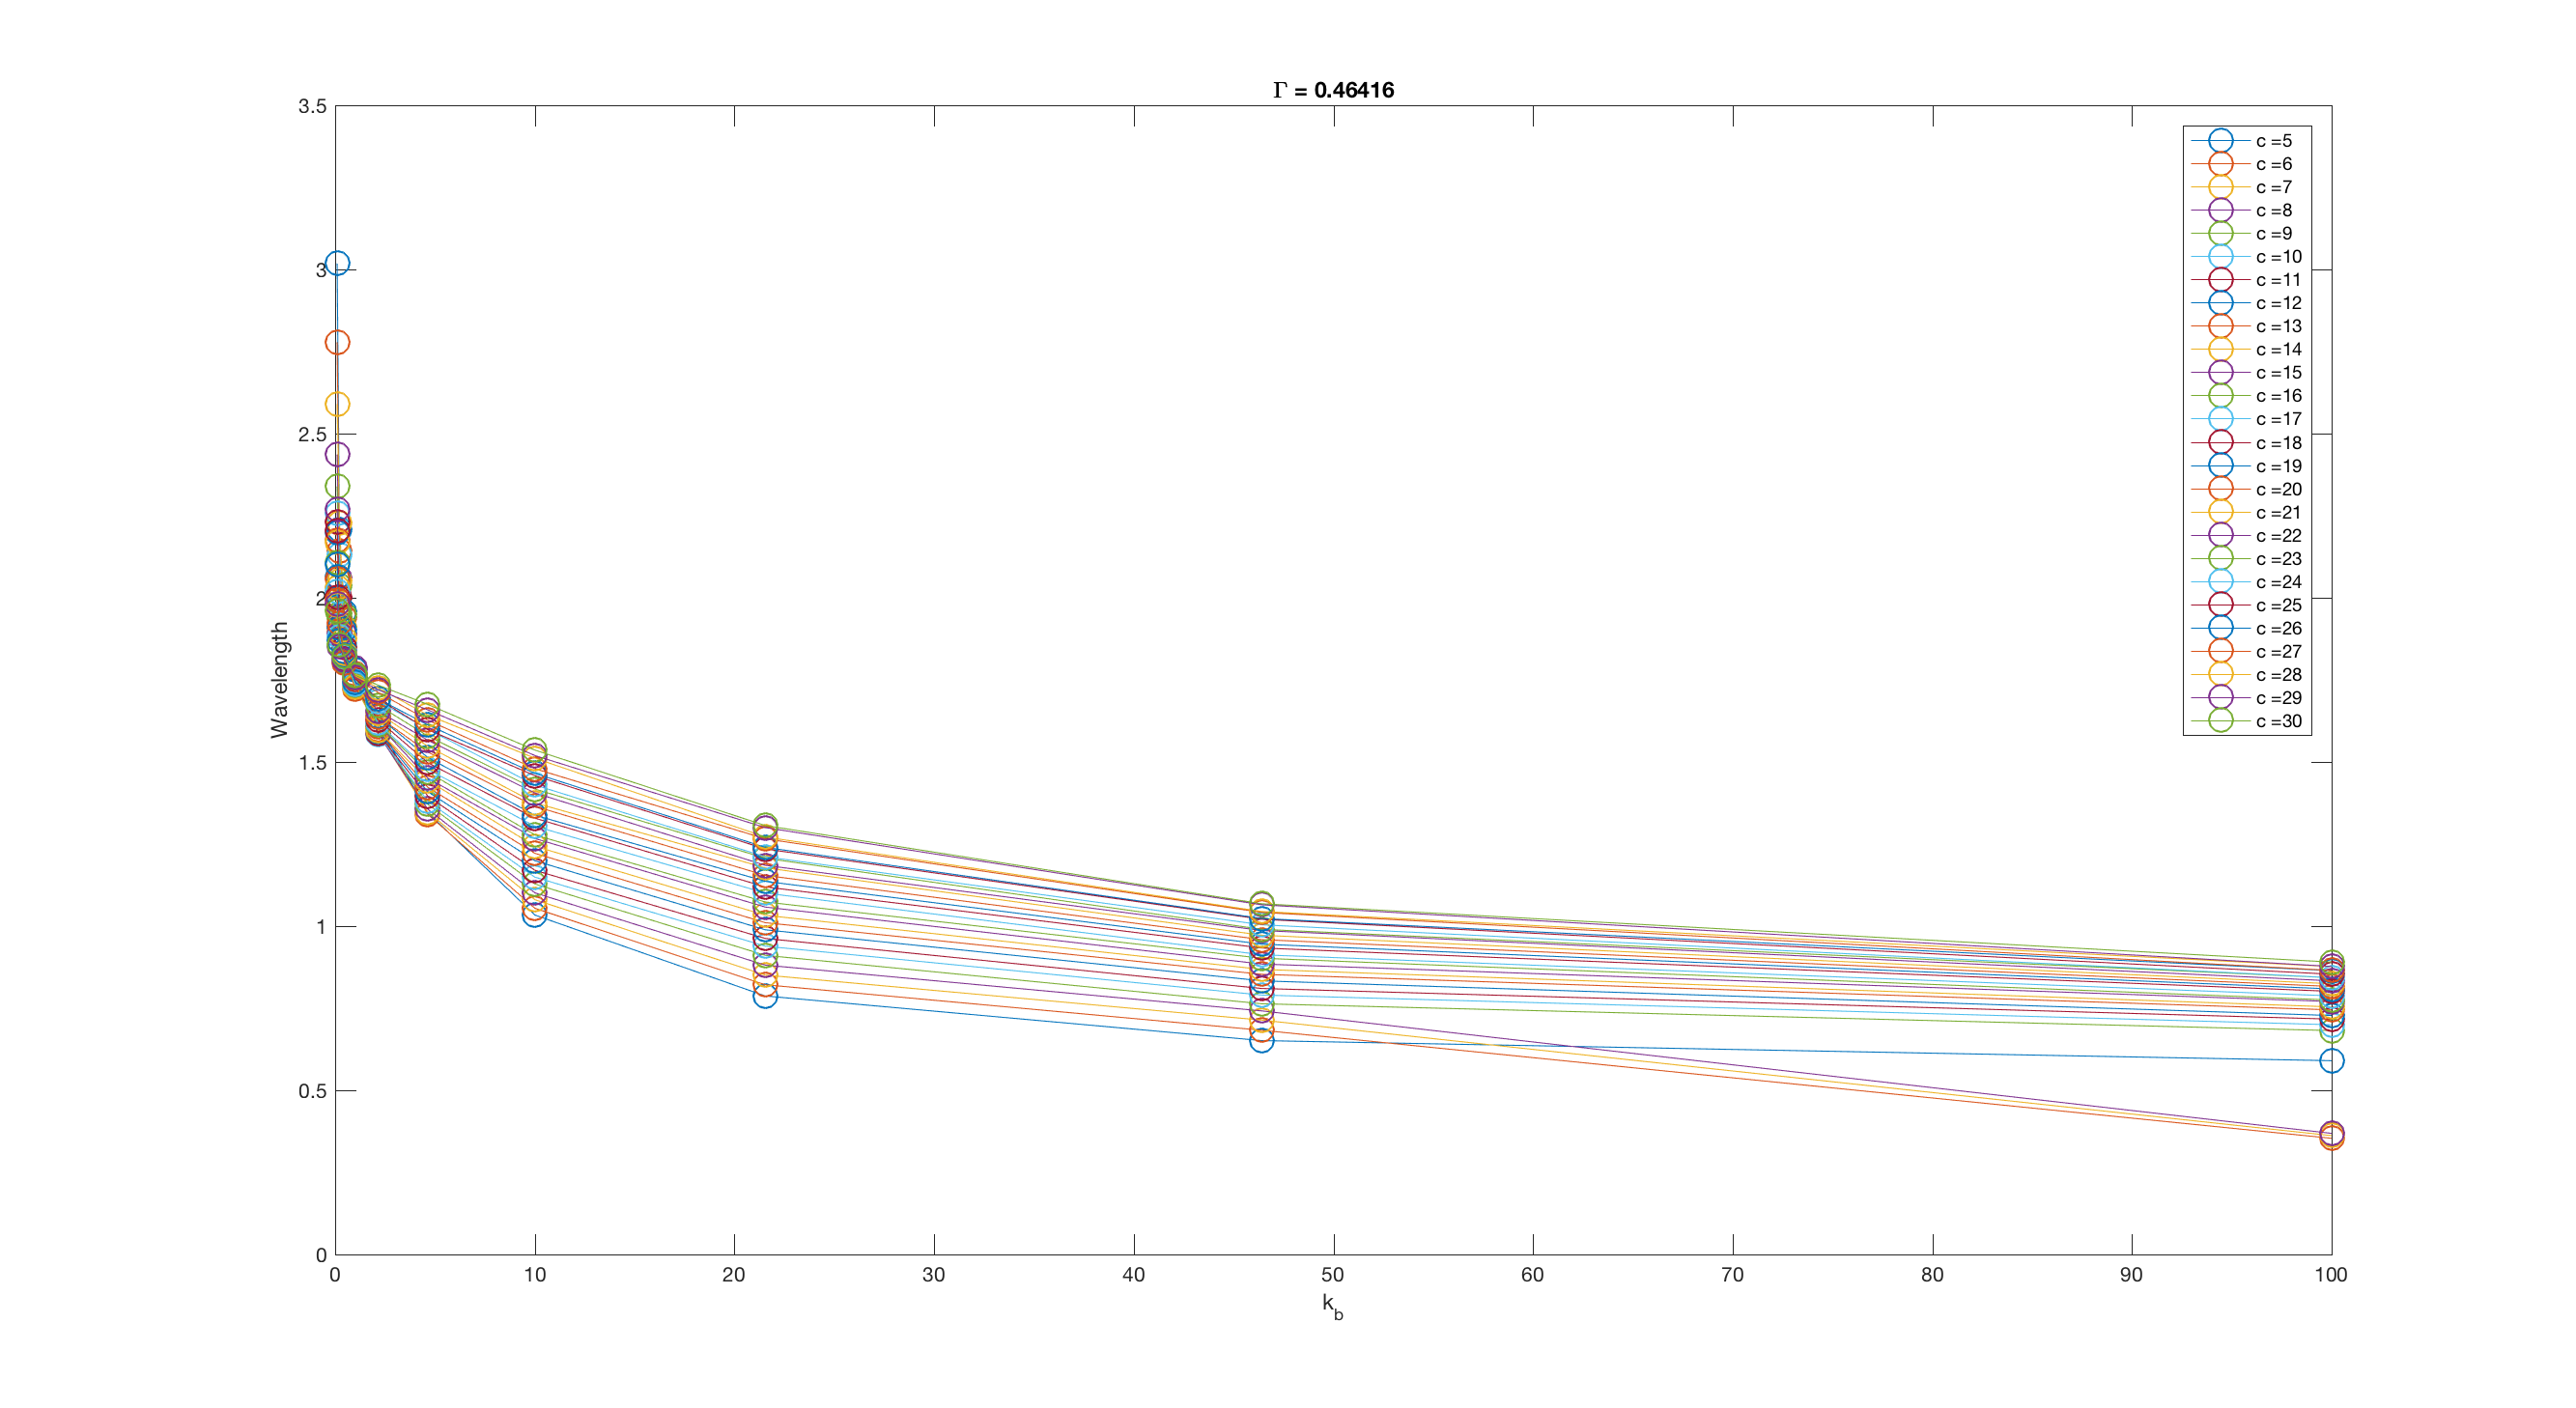 Γ = 0.46416
3.5
3
2.5
2
1.5
1
0.5
0
Wavelength
0 10 20 30 40 50 60 70 80 90 100
k_b
c =5
c =6
c =7
c =8
c =9
c =10
c =11
c =12
c =13
c =14
c =15
c =16
c =17
c =18
c =19
c =20
c =21
c =22
c =23
c =24
c =25
c =26
c =27
c =28
c =29
c =30